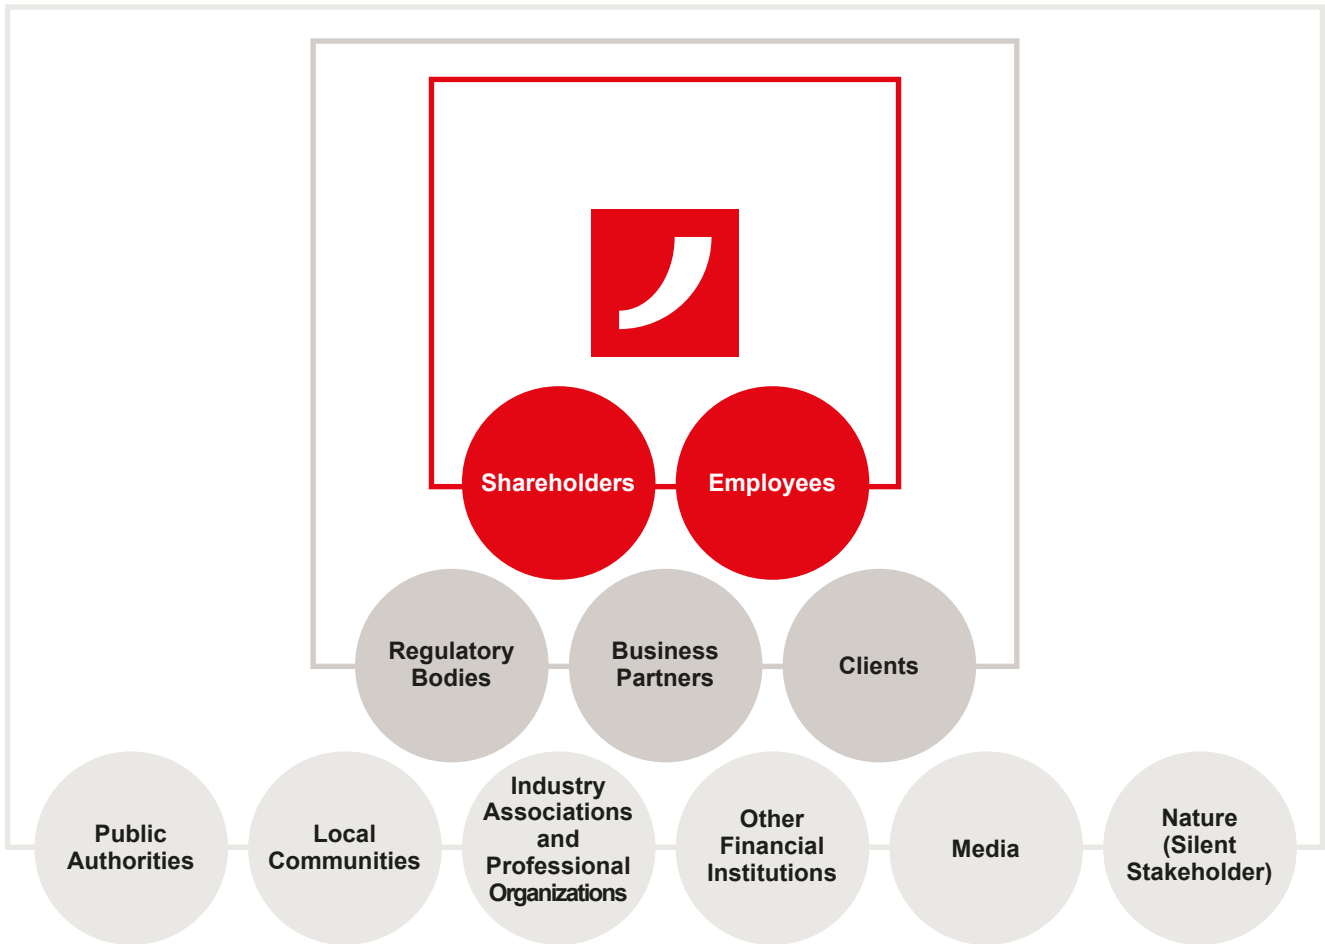 Shareholders
Employees
Regulatory
Bodies
Business
Partners
Clients
Public
Authorities
Local
Communities
Industry
Associations
and
Professional
Organizations
Other
Financial
Institutions
Media
Nature
(Silent
Stakeholder)